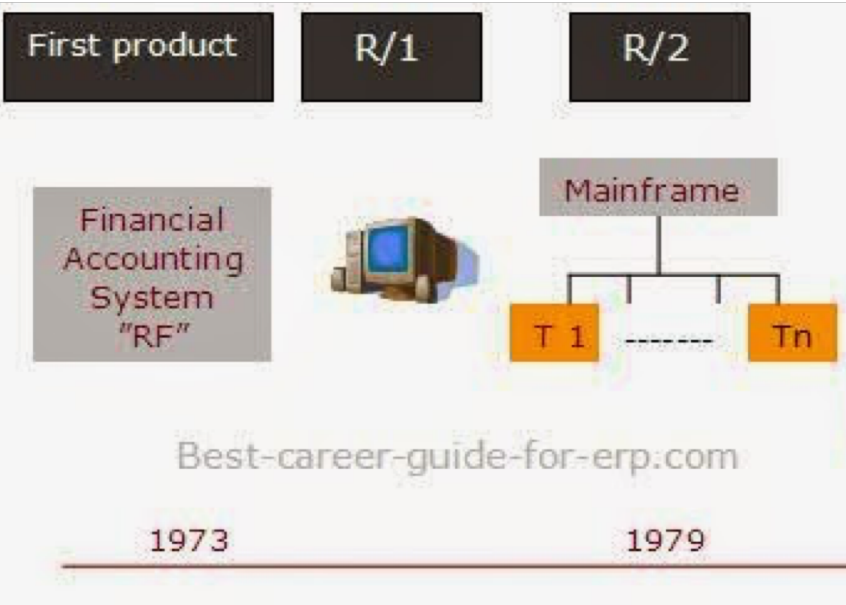 First product
R/1
R/2
Financial
Accounting
System
"RF"
Mainframe
T 1
-------
Tn
Best-career-guide-for-erp.com
1973
1979